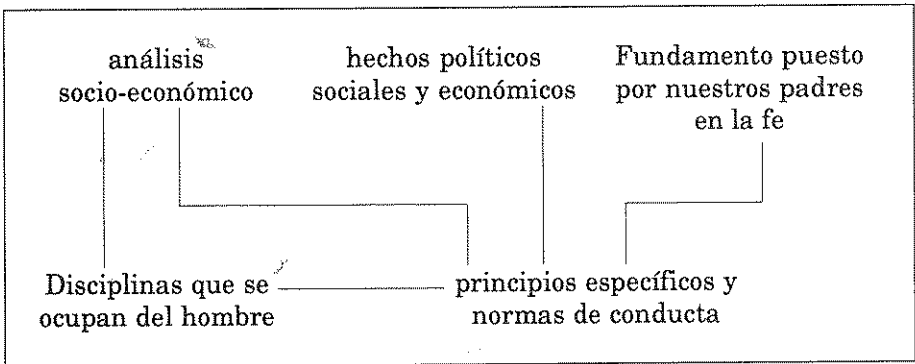 análisis
socio-económico
hechos políticos
sociales y económicos
Fundamento puesto
por nuestros padres
en la fe
Disciplinas que se
ocupan del hombre
principios específicos y
normas de conducta